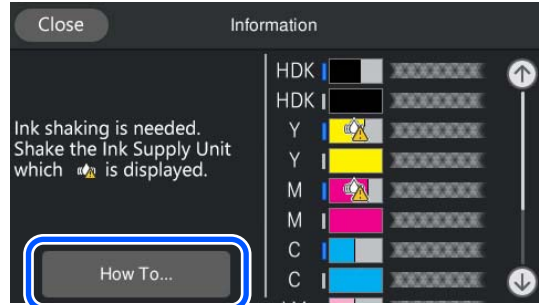 Close
Information
Ink shaking is needed.
Shake the Ink Supply Unit
which is displayed.
How To...
HDK
HDK
Y
Y
M
M
C
C